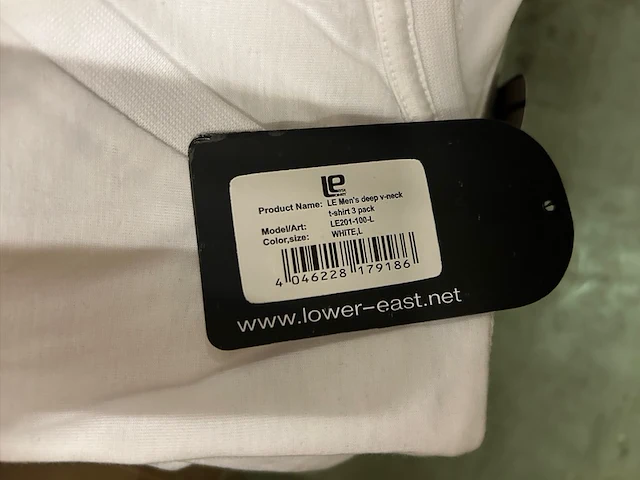 LE
Product Name: LE Men's deep v-neck
t-shirt 3 pack
Model/Art: LE201-100-L
Color,size: WHITE,L
4 046228 179186
www.lower-east.net